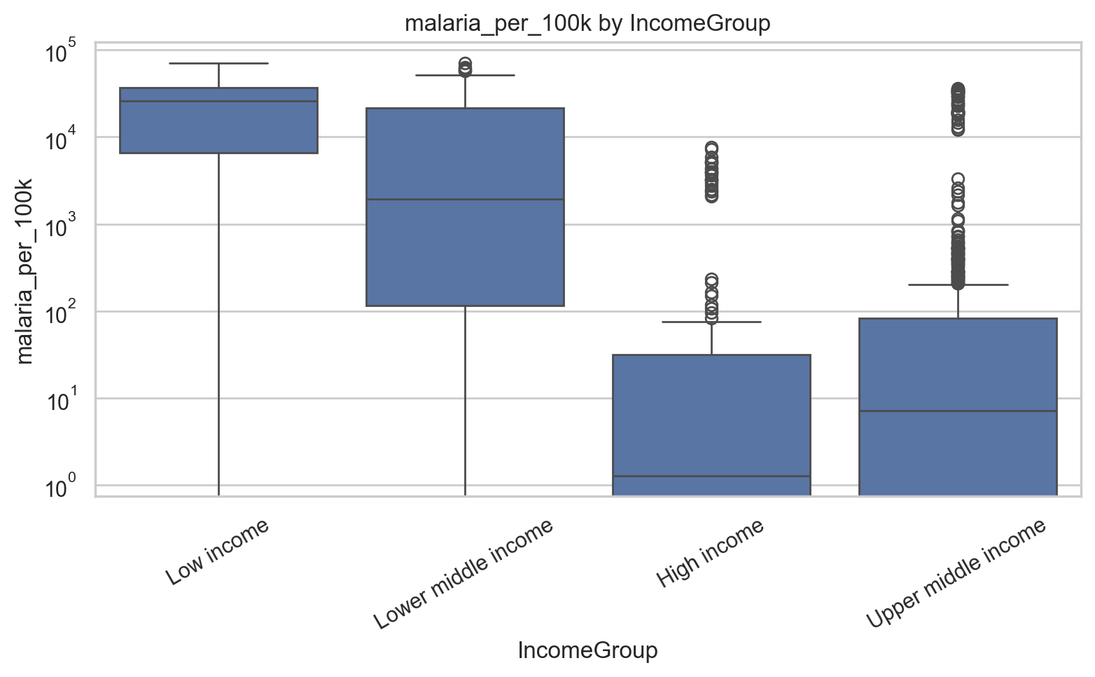 malaria_per_100k by IncomeGroup
malaria_per_100k
10^5
10^4
10^3
10^2
10^1
10^0
Low income
Lower middle income
High income
Upper middle income
IncomeGroup